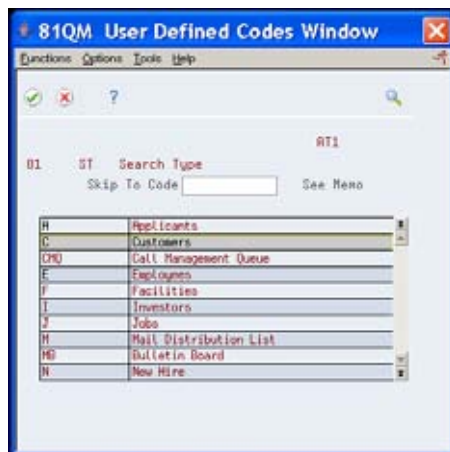 81QM User Defined Codes Window
Functions Options Tools Help
?
AT1
01 ST Search Type
Skip To Code See Memo
A Applicants
C Customers
CMQ Call Management Queue
E Employees
F Facilities
I Investors
J Jobs
M Mail Distribution List
MB Bulletin Board
N New Hire